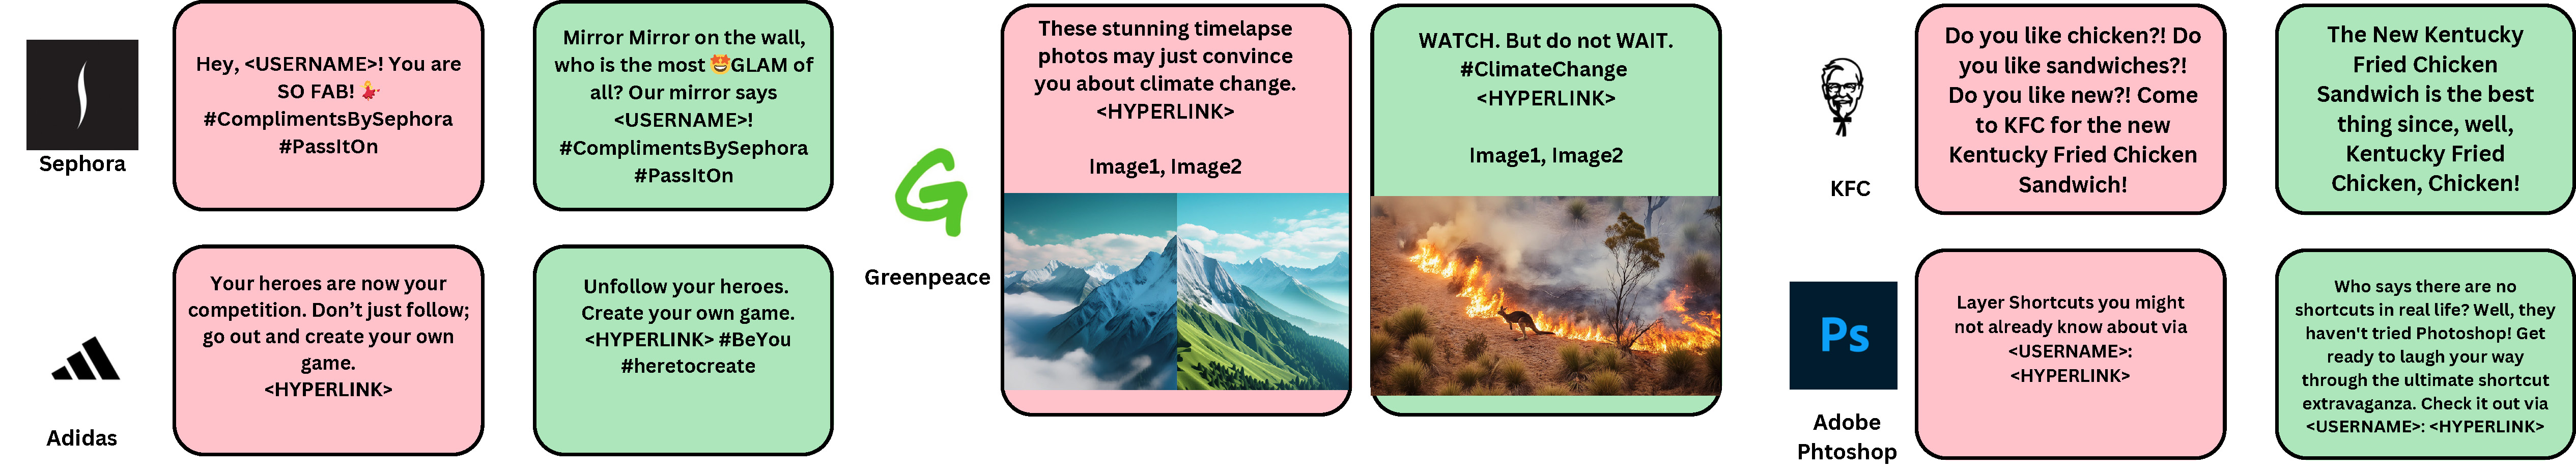 Sephora
Hey, <USERNAME>! You are
SO FAB! 💃
#ComplimentsBySephora
#PassItOn
Mirror Mirror on the wall,
who is the most 🤩GLAM of
all? Our mirror says
<USERNAME>!
#ComplimentsBySephora
#PassItOn
Adidas
Your heroes are now your
competition. Don’t just follow;
go out and create your own
game.
<HYPERLINK>
Unfollow your heroes.
Create your own game.
<HYPERLINK> #BeYou
#heretocreate
Greenpeace
These stunning timelapse
photos may just convince
you about climate change.
<HYPERLINK>
Image1, Image2
WATCH. But do not WAIT.
#ClimateChange
<HYPERLINK>
Image1, Image2
KFC
Do you like chicken?! Do
you like sandwiches?!
Do you like new?! Come
to KFC for the new
Kentucky Fried Chicken
Sandwich!
The New Kentucky
Fried Chicken
Sandwich is the best
thing since, well,
Kentucky Fried
Chicken, Chicken!
Ps
Adobe
Phtoshop
Layer Shortcuts you might
not already know about via
<USERNAME>:
<HYPERLINK>
Who says there are no
shortcuts in real life? Well, they
haven't tried Photoshop! Get
ready to laugh your way
through the ultimate shortcut
extravaganza. Check it out via
<USERNAME>: <HYPERLINK>